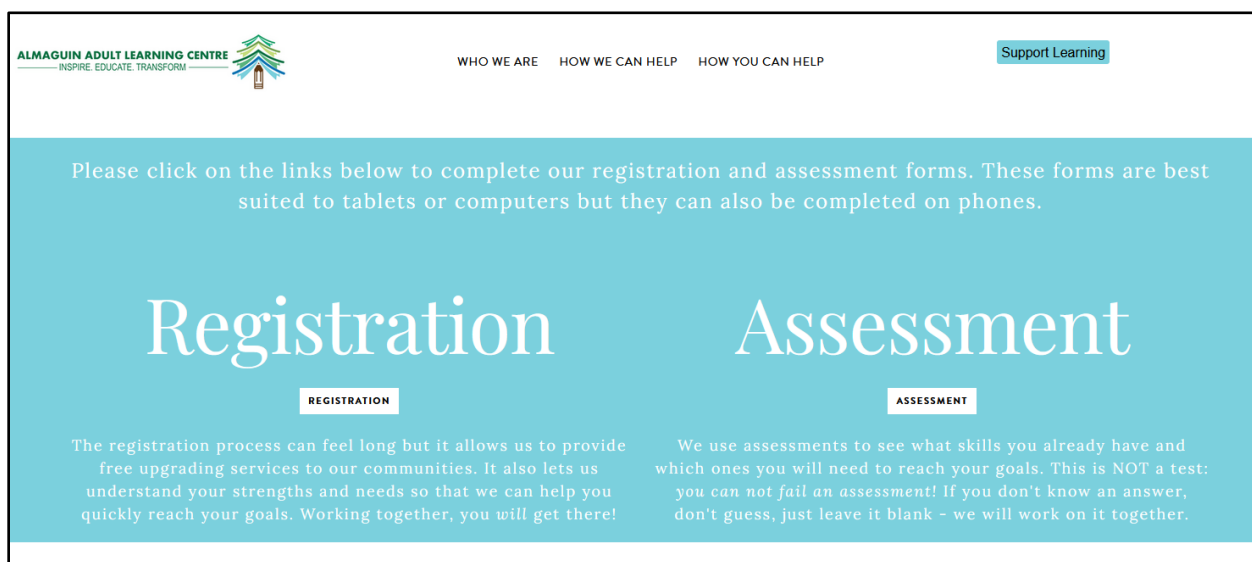 ALMAGUIN ADULT LEARNING CENTRE
INSPIRE. EDUCATE. TRANSFORM
WHO WE ARE HOW WE CAN HELP HOW YOU CAN HELP
Support Learning
Please click on the links below to complete our registration and assessment forms. These forms are best
suited to tablets or computers but they can also be completed on phones.
Registration
REGISTRATION
The registration process can feel long but it allows us to provide
free upgrading services to our communities. It also lets us
understand your strengths and needs so that we can help you
quickly reach your goals. Working together, you will get there!
Assessment
ASSESSMENT
We use assessments to see what skills you already have and
which ones you will need to reach your goals. This is NOT a test:
you can not fail an assessment! If you don't know an answer,
don't guess, just leave it blank - we will work on it together.